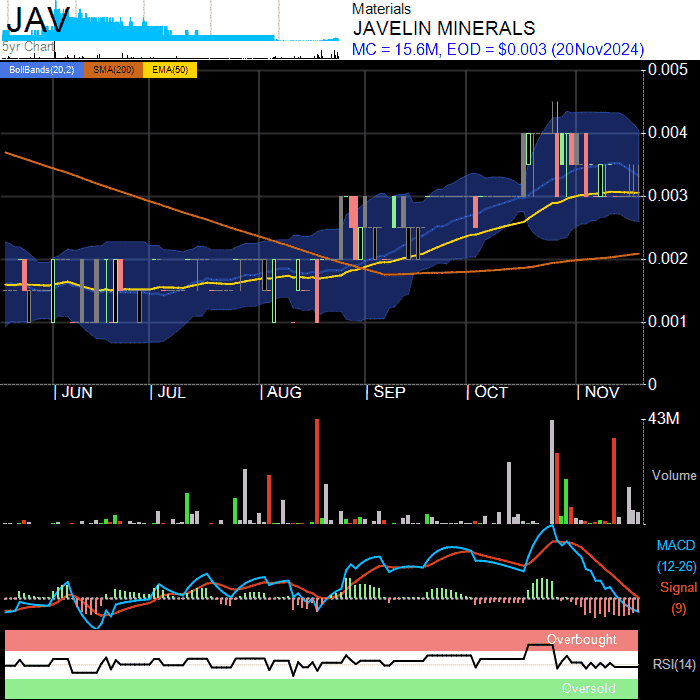 JAV
5yr Chart
Materials
JAVELIN MINERALS
MC = 15.6M, EOD = $0.003 (20Nov2024)
BollBands(20,2) SMA(200) EMA(50)
0.005
0.004
0.003
0.002
0.001
0
JUN JUL AUG SEP OCT NOV
43M
Volume
MACD
(12-26)
Signal
(9)
Overbought
RSI(14)
Oversold